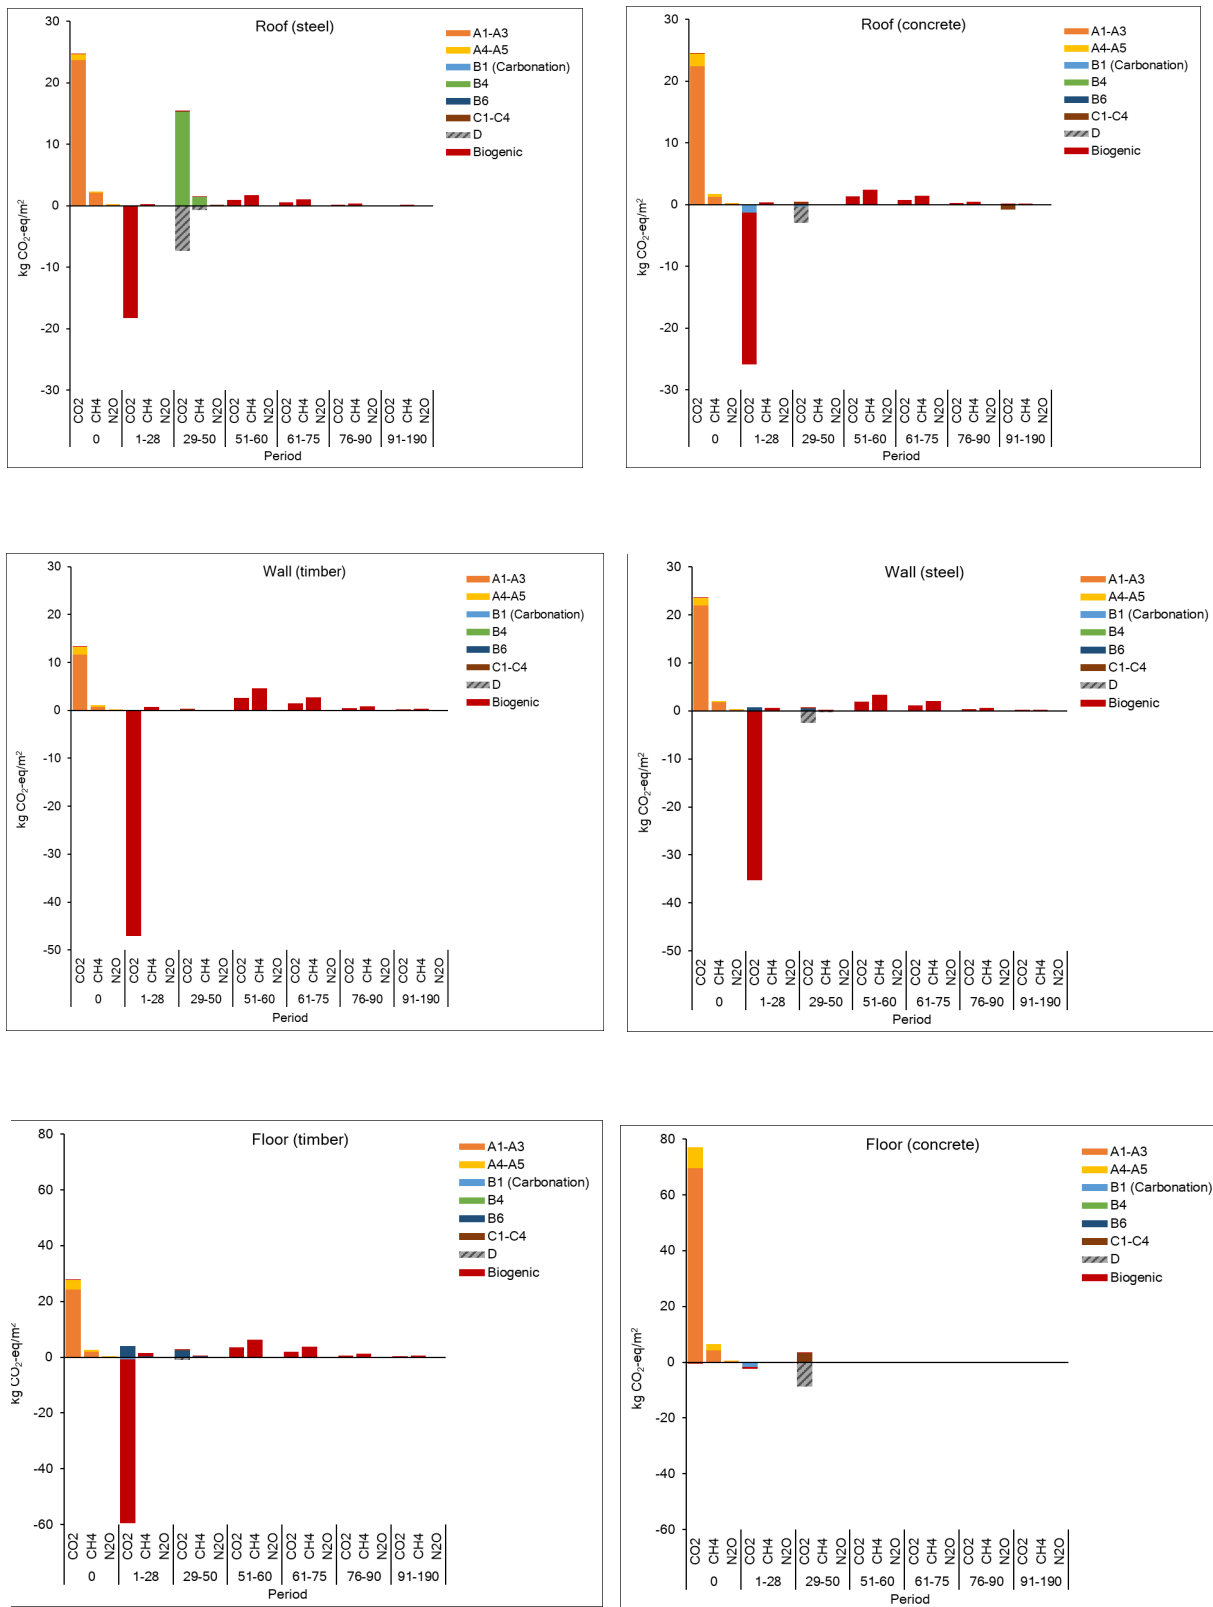 Roof (steel)
30
20
10
0
-10
-20
-30
kg CO2-eq/m2
A1-A3
A4-A5
B1 (Carbonation)
B4
B6
C1-C4
D
Biogenic
CO2 CH4 N2O CO2 CH4 N2O CO2 CH4 N2O CO2 CH4 N2O CO2 CH4 N2O CO2 CH4 N2O CO2 CH4 N2O
0 1-28 29-50 51-60 61-75 76-90 91-190
Period
Roof (concrete)
30
20
10
0
-10
-20
-30
kg CO2-eq/m2
A1-A3
A4-A5
B1 (Carbonation)
B4
B6
C1-C4
D
Biogenic
CO2 CH4 N2O CO2 CH4 N2O CO2 CH4 N2O CO2 CH4 N2O CO2 CH4 N2O CO2 CH4 N2O CO2 CH4 N2O
0 1-28 29-50 51-60 61-75 76-90 91-190
Period
Wall (timber)
30
20
10
0
-10
-20
-30
-40
-50
kg CO2-eq/m2
A1-A3
A4-A5
B1 (Carbonation)
B4
B6
C1-C4
D
Biogenic
CO2 CH4 N2O CO2 CH4 N2O CO2 CH4 N2O CO2 CH4 N2O CO2 CH4 N2O CO2 CH4 N2O CO2 CH4 N2O
0 1-28 29-50 51-60 61-75 76-90 91-190
Period
Wall (steel)
30
20
10
0
-10
-20
-30
-40
-50
kg CO2-eq/m2
A1-A3
A4-A5
B1 (Carbonation)
B4
B6
C1-C4
D
Biogenic
CO2 CH4 N2O CO2 CH4 N2O CO2 CH4 N2O CO2 CH4 N2O CO2 CH4 N2O CO2 CH4 N2O CO2 CH4 N2O
0 1-28 29-50 51-60 61-75 76-90 91-190
Period
Floor (timber)
80
60
40
20
0
-20
-40
-60
kg CO2-eq/m2
A1-A3
A4-A5
B1 (Carbonation)
B4
B6
C1-C4
D
Biogenic
CO2 CH4 N2O CO2 CH4 N2O CO2 CH4 N2O CO2 CH4 N2O CO2 CH4 N2O CO2 CH4 N2O CO2 CH4 N2O
0 1-28 29-50 51-60 61-75 76-90 91-190
Period
Floor (concrete)
80
60
40
20
0
-20
-40
-60
kg CO2-eq/m2
A1-A3
A4-A5
B1 (Carbonation)
B4
B6
C1-C4
D
Biogenic
CO2 CH4 N2O CO2 CH4 N2O CO2 CH4 N2O CO2 CH4 N2O CO2 CH4 N2O CO2 CH4 N2O CO2 CH4 N2O
0 1-28 29-50 51-60 61-75 76-90 91-190
Period